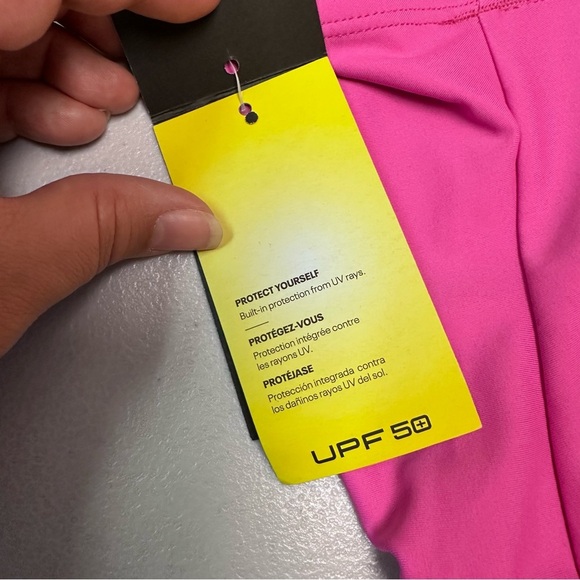 PROTECT YOURSELF
Built-in protection from UV rays.
PROTÉGEZ-VOUS
Protection intégrée contre
les rayons UV.
PROTÉJASE
Protección integrada contra
los dañinos rayos UV del sol.
UPF 50+